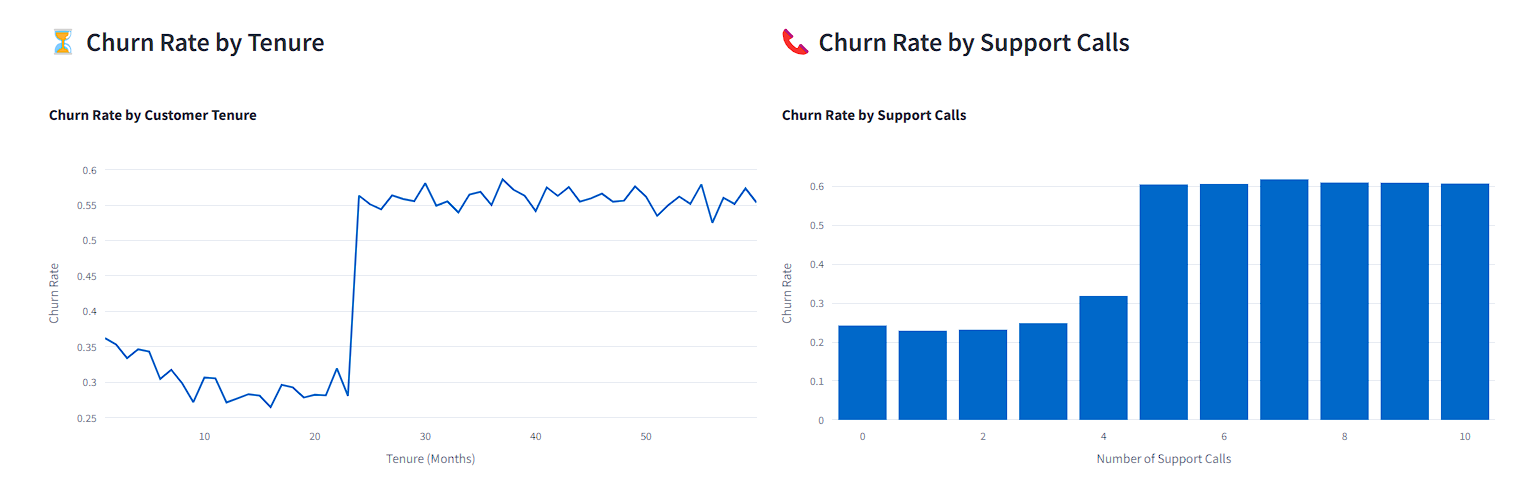 ⏳ Churn Rate by Tenure
Churn Rate by Customer Tenure
0.6
0.55
0.5
0.45
0.4
0.35
0.3
0.25
Churn Rate
10 20 30 40 50
Tenure (Months)
📞 Churn Rate by Support Calls
Churn Rate by Support Calls
0.6
0.5
0.4
0.3
0.2
0.1
0
Churn Rate
0 2 4 6 8 10
Number of Support Calls